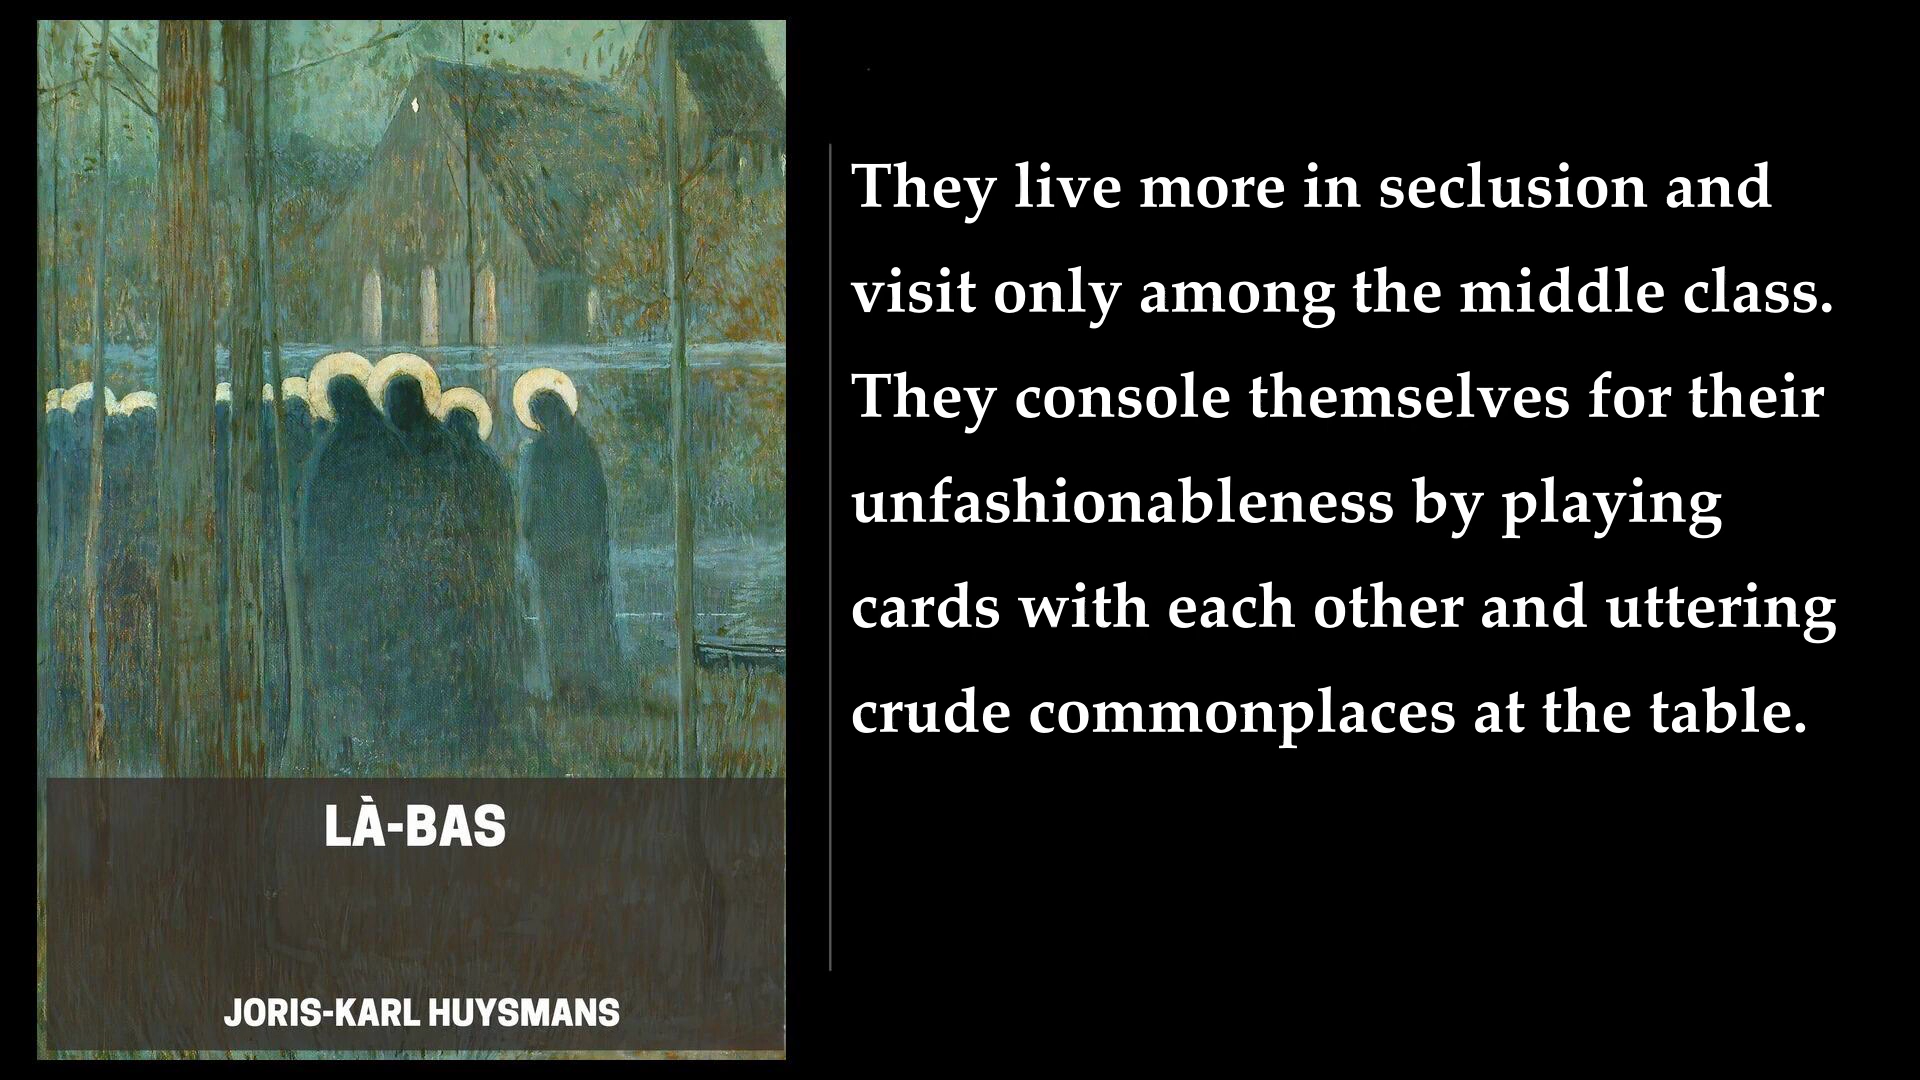 LÀ-BAS
JORIS-KARL HUYSMANS
They live more in seclusion and
visit only among the middle class.
They console themselves for their
unfashionableness by playing
cards with each other and uttering
crude commonplaces at the table.